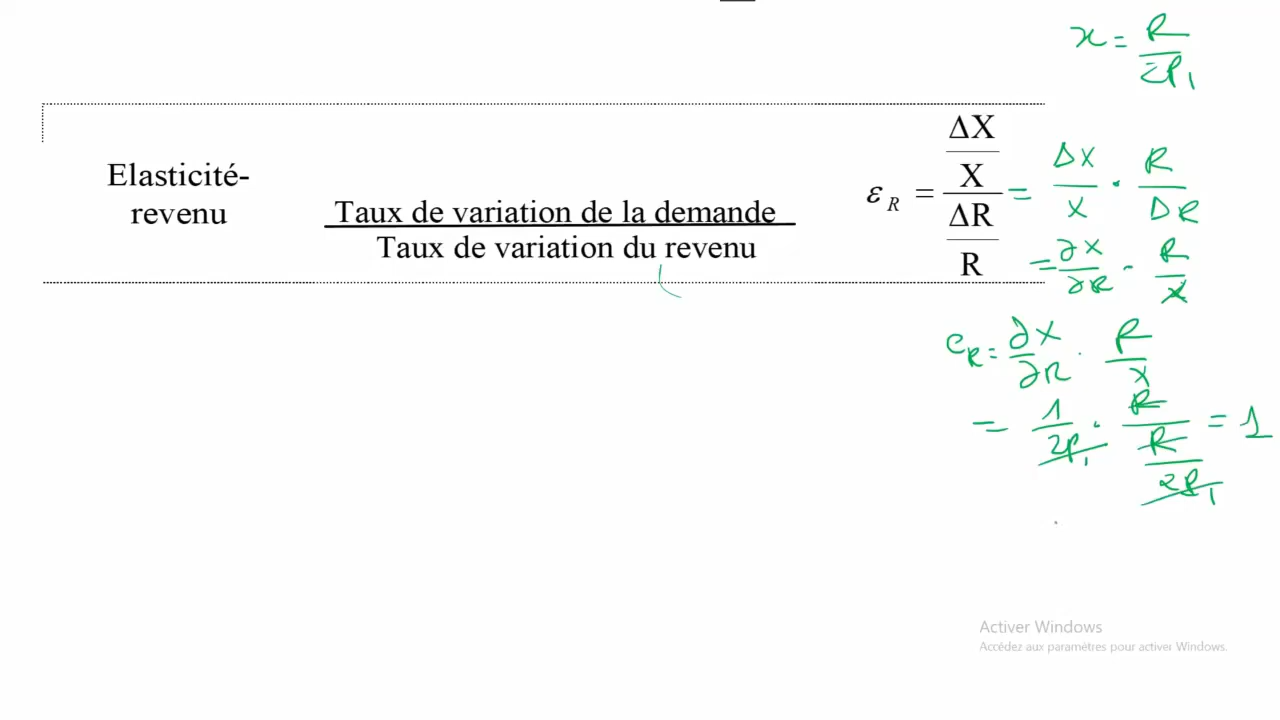 x = R / 2P₁
Elasticité-
revenu
Taux de variation de la demande
Taux de variation du revenu
ε_R = (ΔX / X) / (ΔR / R) = ΔX / X · R / ΔR
= ∂X / ∂R · R / X
e_R = ∂X / ∂R · R / X
= 1 / 2P₁ · R / (R / 2P₁) = 1
Activer Windows
Accédez aux paramètres pour activer Windows.